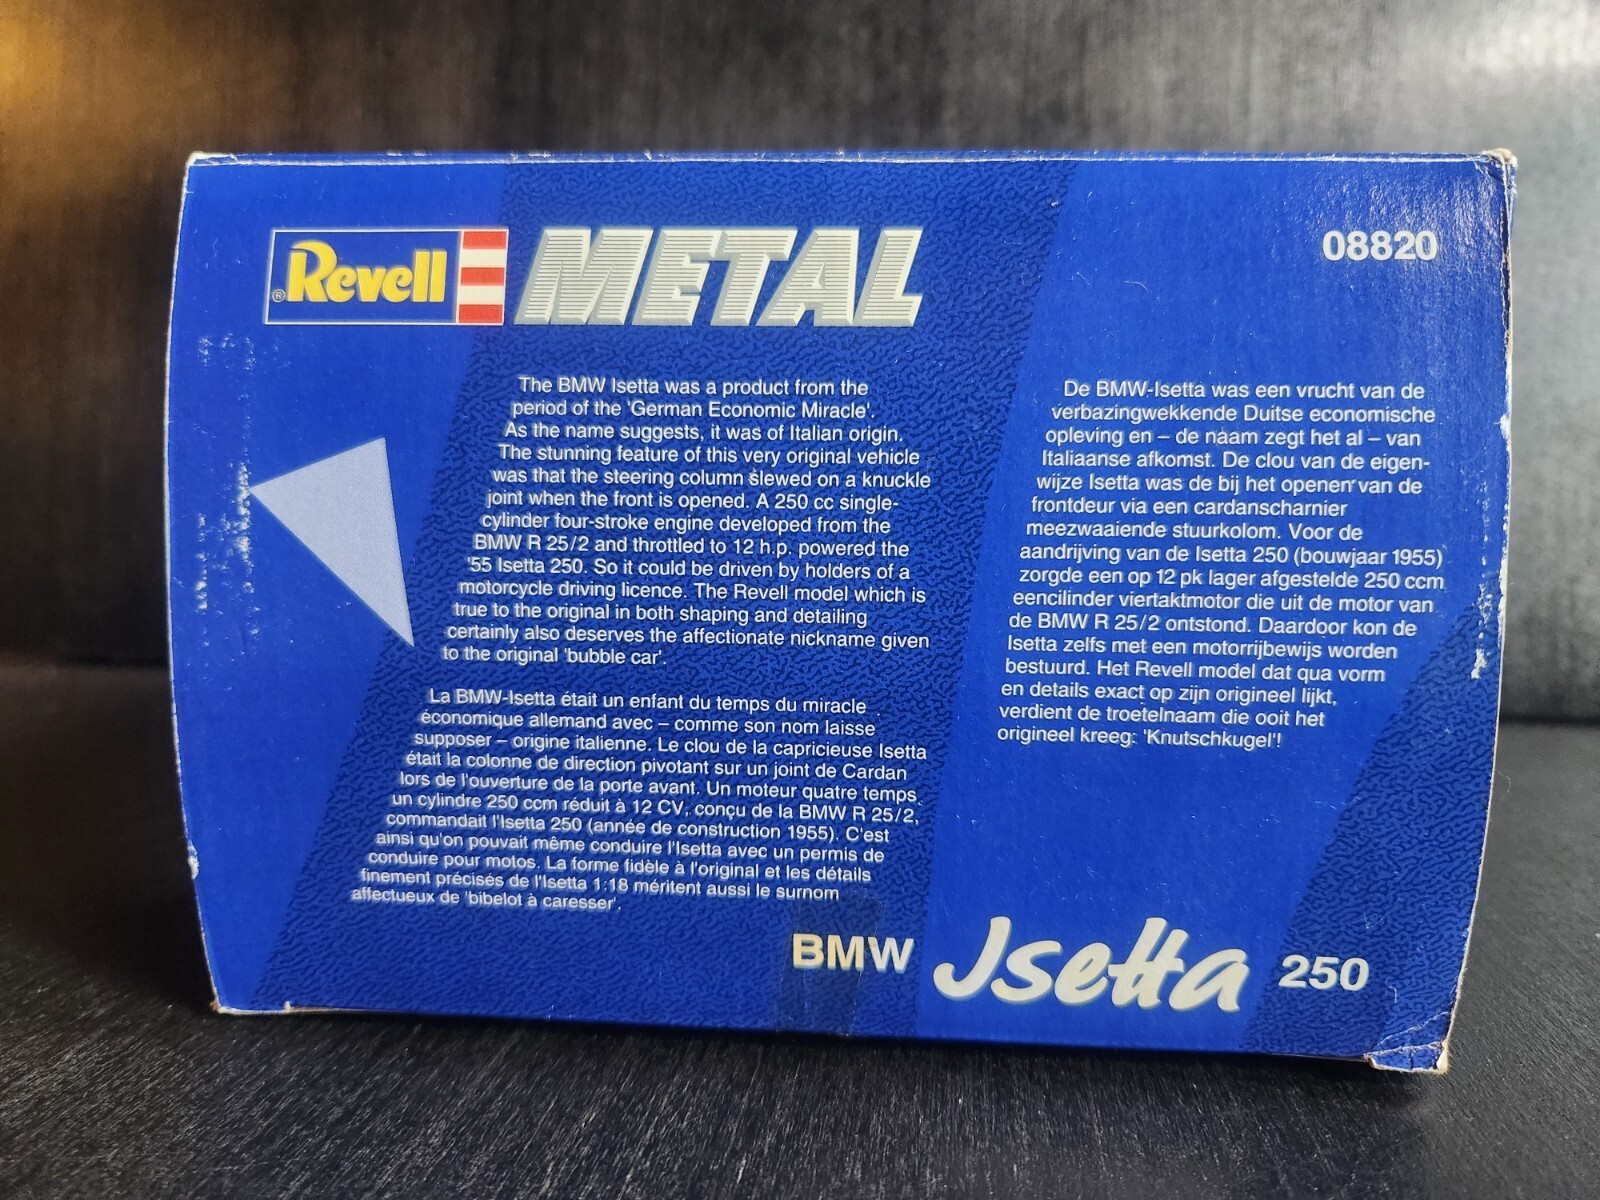 ® Revell METAL
08820
The BMW Isetta was a product from the
period of the 'German Economic Miracle'.
As the name suggests, it was of Italian origin.
The stunning feature of this very original vehicle
was that the steering column slewed on a knuckle
joint when the front is opened. A 250 cc single-
cylinder four-stroke engine developed from the
BMW R 25/2 and throttled to 12 h.p. powered the
'55 Isetta 250. So it could be driven by holders of a
motorcycle driving licence. The Revell model which is
true to the original in both shaping and detailing
certainly also deserves the affectionate nickname given
to the original 'bubble car'.
La BMW-Isetta était un enfant du temps du miracle
économique allemand avec – comme son nom laisse
supposer – origine italienne. Le clou de la capricieuse Isetta
était la colonne de direction pivotant sur un joint de Cardan
lors de l'ouverture de la porte avant. Un moteur quatre temps,
un cylindre 250 ccm réduit à 12 CV, conçu de la BMW R 25/2,
commandait l'Isetta 250 (année de construction 1955). C'est
ainsi qu'on pouvait même conduire l'Isetta avec un permis de
conduire pour motos. La forme fidèle à l'original et les détails
finement précisés de l'Isetta 1:18 méritent aussi le surnom
affectueux de 'bibelot à caresser'.
De BMW-Isetta was een vrucht van de
verbazingwekkende Duitse economische
opleving en – de naam zegt het al – van
Italiaanse afkomst. De clou van de eigen-
wijze Isetta was de bij het openen van de
frontdeur via een cardanscharnier
meezwaaiende stuurkolom. Voor de
aandrijving van de Isetta 250 (bouwjaar 1955)
zorgde een op 12 pk lager afgestelde 250 ccm
eencilinder viertaktmotor die uit de motor van
de BMW R 25/2 ontstond. Daardoor kon de
Isetta zelfs met een motorrijbewijs worden
bestuurd. Het Revell model dat qua vorm
en details exact op zijn origineel lijkt,
verdient de troetelnaam die ooit het
origineel kreeg: 'Knutschkugel'!
BMW Isetta 250